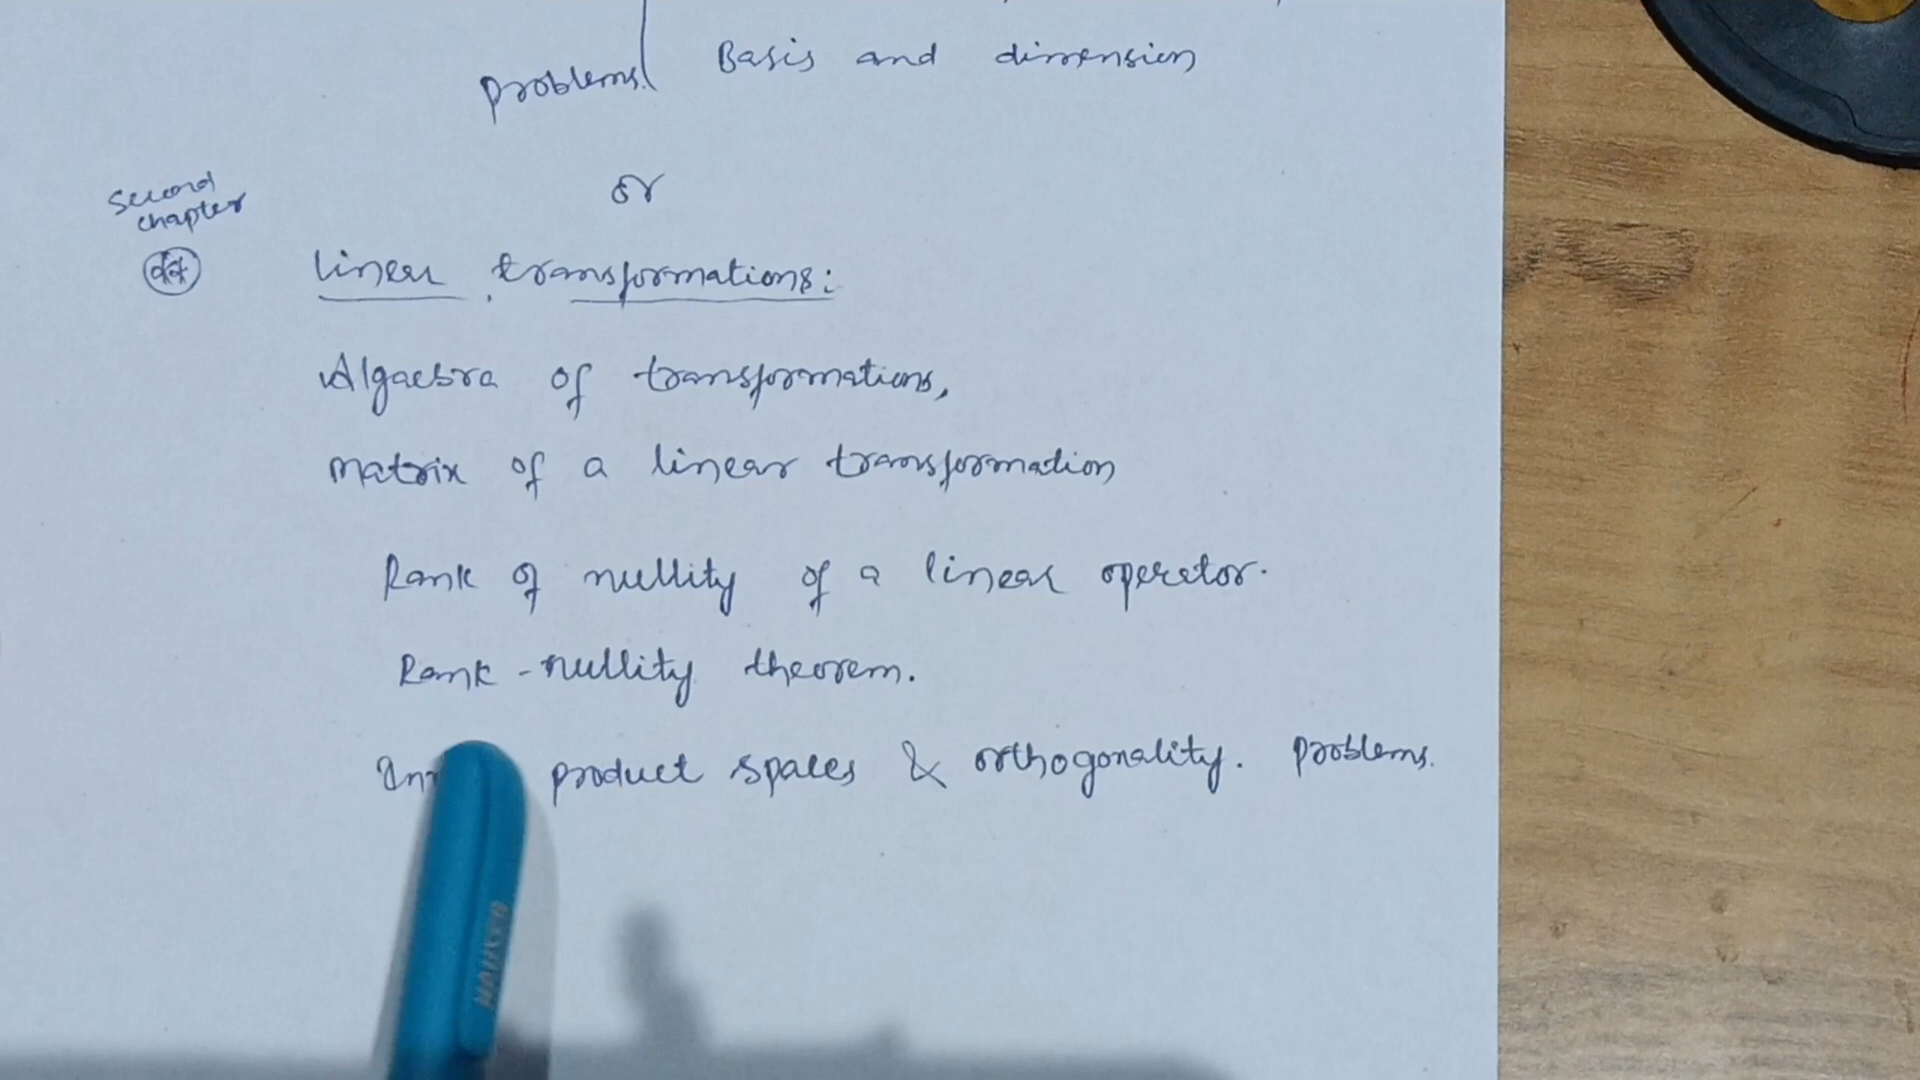 Basis and dimension
problems.
or
second
chapter
linear transformations:
Algaebra of transformations,
matrix of a linear transformation
Rank of nullity of a linear operator.
Rank - nullity theorem.
product spaces & orthogonality. problems.